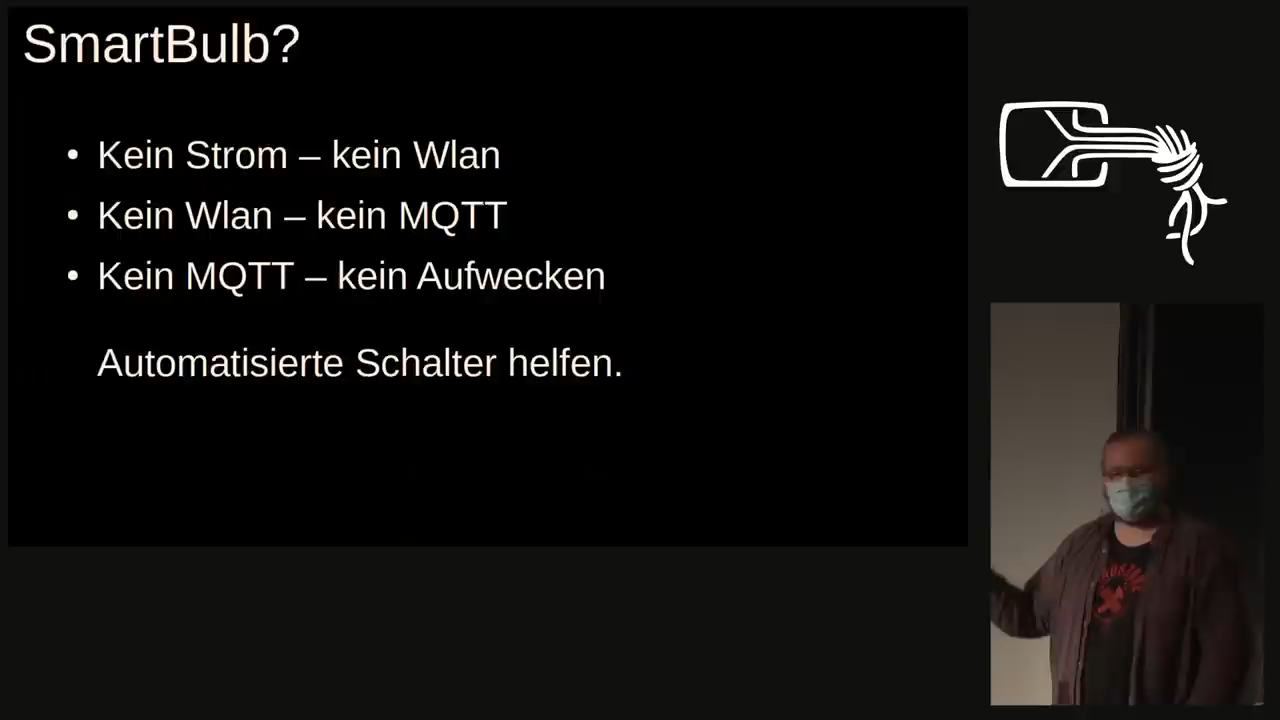 SmartBulb?
• Kein Strom – kein Wlan
• Kein Wlan – kein MQTT
• Kein MQTT – kein Aufwecken
Automatisierte Schalter helfen.